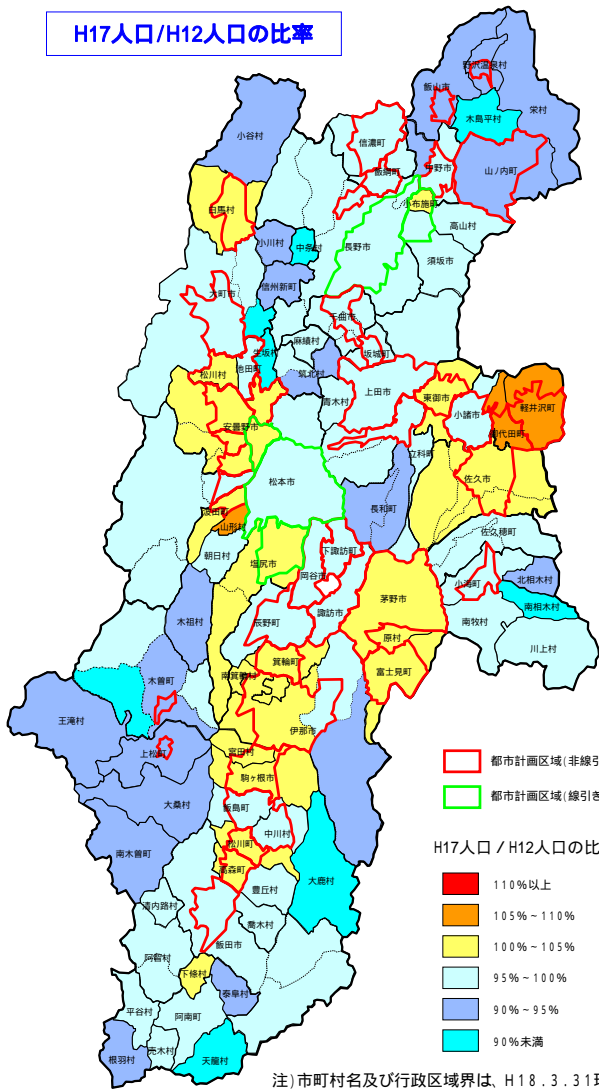 H17人口/H12人口の比率
野沢温泉村
飯山市
栄村
木島平村
小谷村
信濃町
飯綱町
中野市
山ノ内町
白馬村
小布施町
高山村
小川村
中条村
長野市
須坂市
信州新町
大町市
千曲市
麻績村
坂城町
生坂村
池田町
松川村
筑北村
青木村
上田市
東御市
小諸市
軽井沢町
御代田町
安曇野市
立科町
佐久市
松本市
長和町
波田町
山形村
朝日村
塩尻市
下諏訪町
岡谷市
佐久穂町
小海町
北相木村
南相木村
木祖村
辰野町
諏訪市
茅野市
原村
南牧村
川上村
富士見町
箕輪町
南箕輪村
木曽町
王滝村
伊那市
上松町
宮田村
駒ヶ根市
大桑村
飯島町
中川村
松川町
高森町
南木曽町
大鹿村
豊丘村
清内路村
喬木村
飯田市
阿智村
下條村
泰阜村
平谷村
阿南町
売木村
根羽村
天龍村
都市計画区域(非線引
都市計画区域(線引き
H17人口/H12人口の比
110%以上
105%~110%
100%~105%
95%~100%
90%~95%
90%未満
注)市町村名及び行政区域界は、H18.3.31現